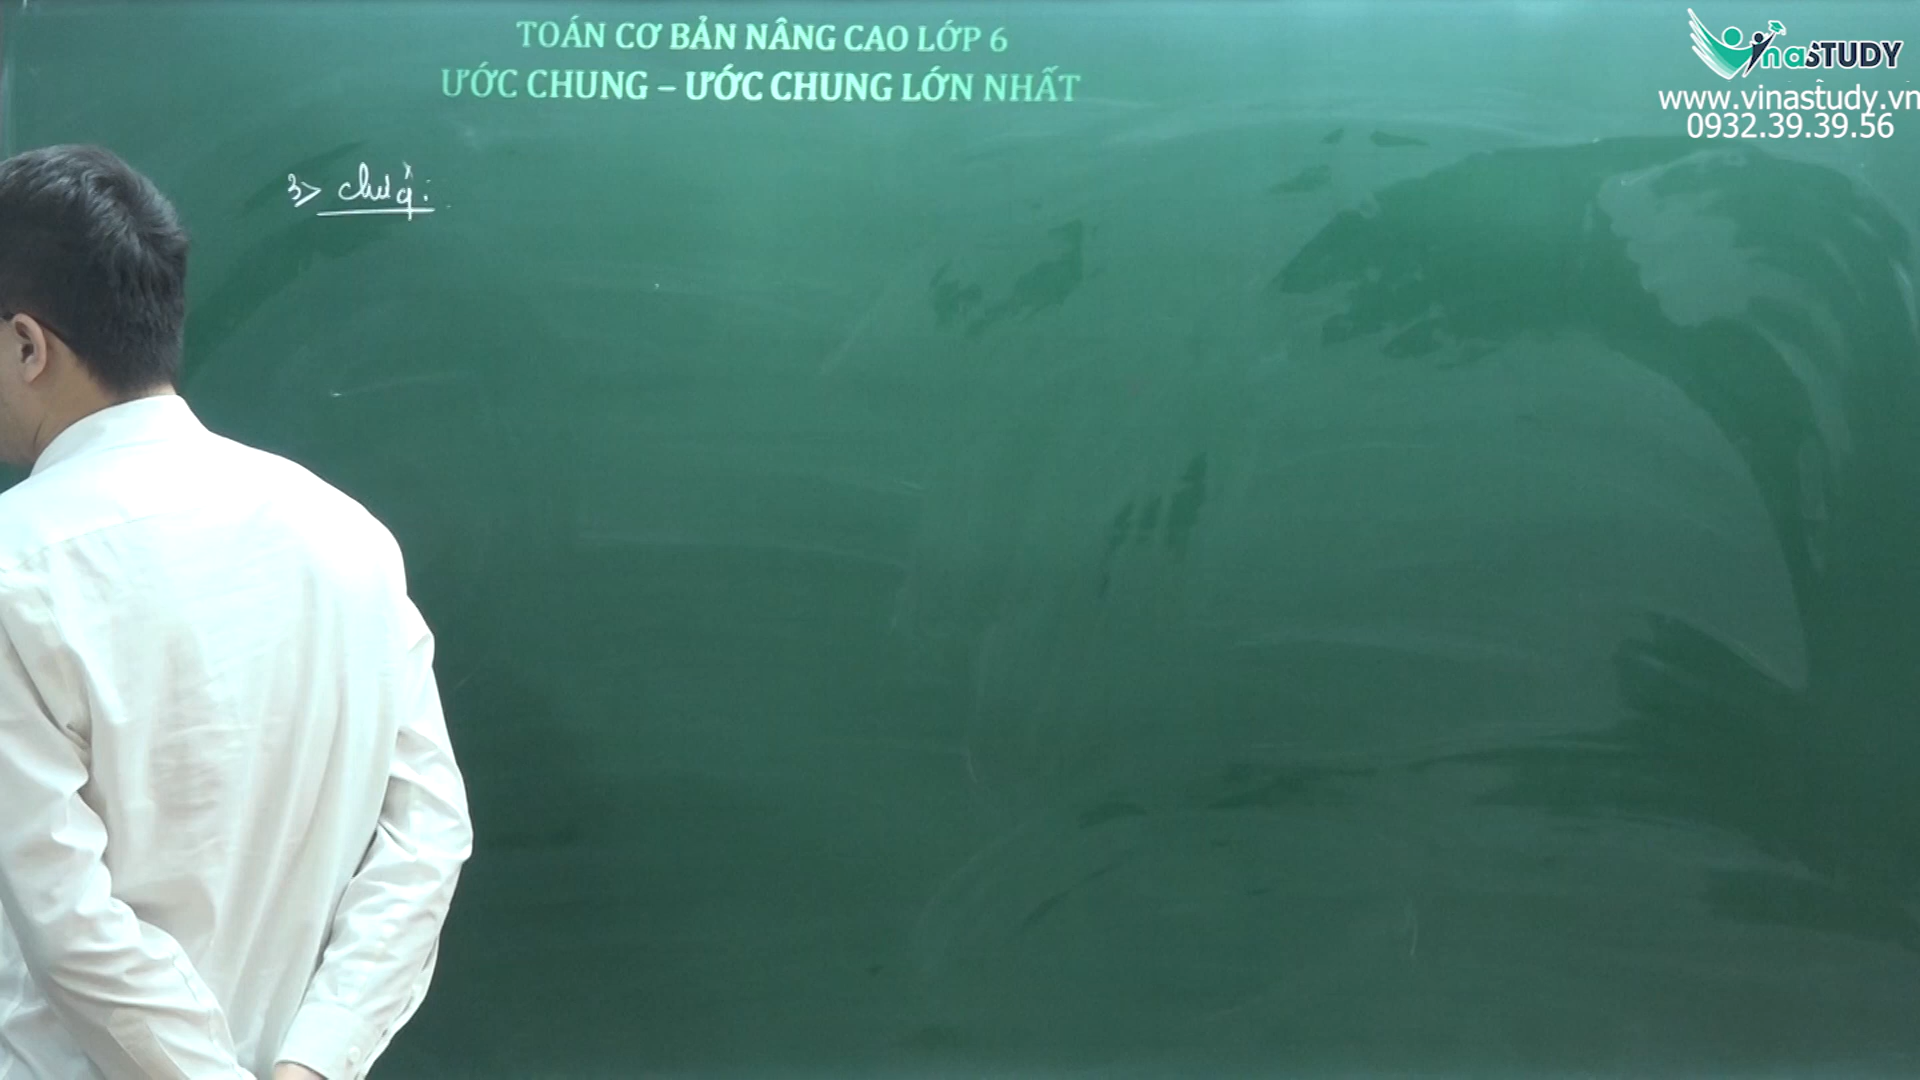 TOÁN CƠ BẢN NÂNG CAO LỚP 6
ƯỚC CHUNG – ƯỚC CHUNG LỚN NHẤT
VinaSTUDY
www.vinastudy.vn
0932.39.39.56
3> chú ý: